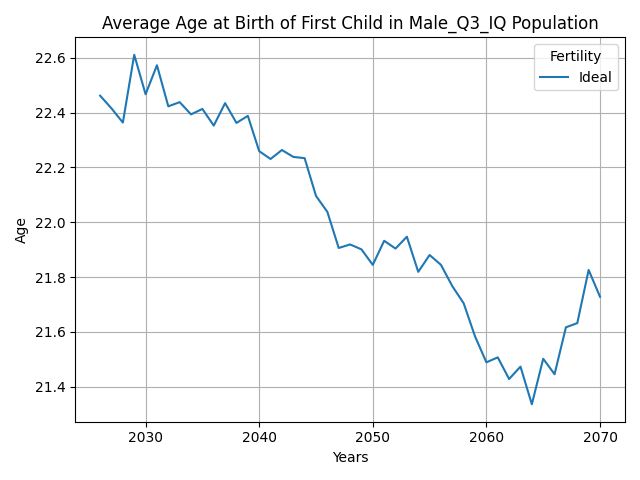 Average Age at Birth of First Child in Male_Q3_IQ Population
22.6
22.4
22.2
22.0
21.8
21.6
21.4
Age
Fertility
Ideal
2030 2040 2050 2060 2070
Years